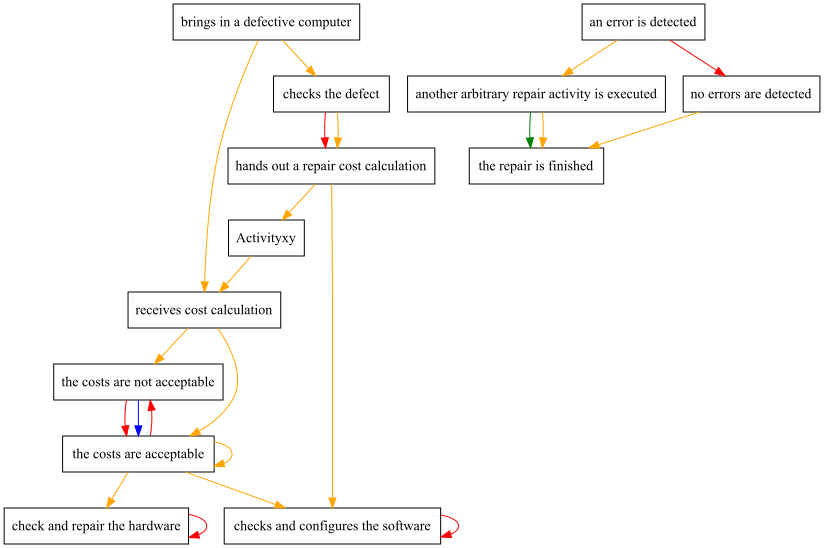 brings in a defective computer
an error is detected
checks the defect
another arbitrary repair activity is executed
no errors are detected
hands out a repair cost calculation
the repair is finished
Activityxy
receives cost calculation
the costs are not acceptable
the costs are acceptable
check and repair the hardware
checks and configures the software